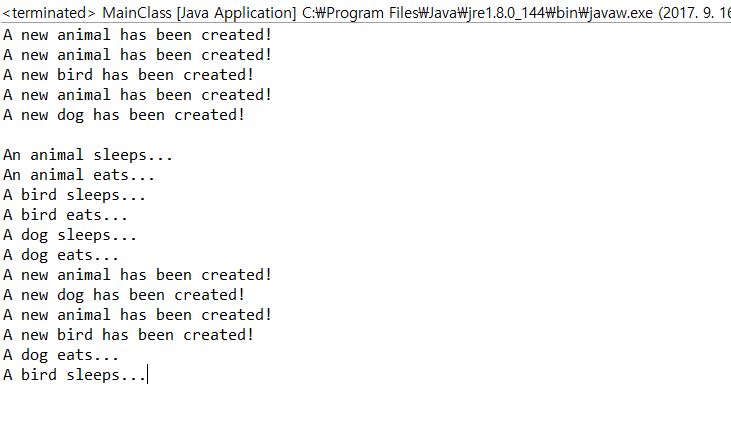 <terminated> MainClass [Java Application] C:₩Program Files₩Java₩jre1.8.0_144₩bin₩javaw.exe (2017. 9. 16
A new animal has been created!
A new animal has been created!
A new bird has been created!
A new animal has been created!
A new dog has been created!
An animal sleeps...
An animal eats...
A bird sleeps...
A bird eats...
A dog sleeps...
A dog eats...
A new animal has been created!
A new dog has been created!
A new animal has been created!
A new bird has been created!
A dog eats...
A bird sleeps...